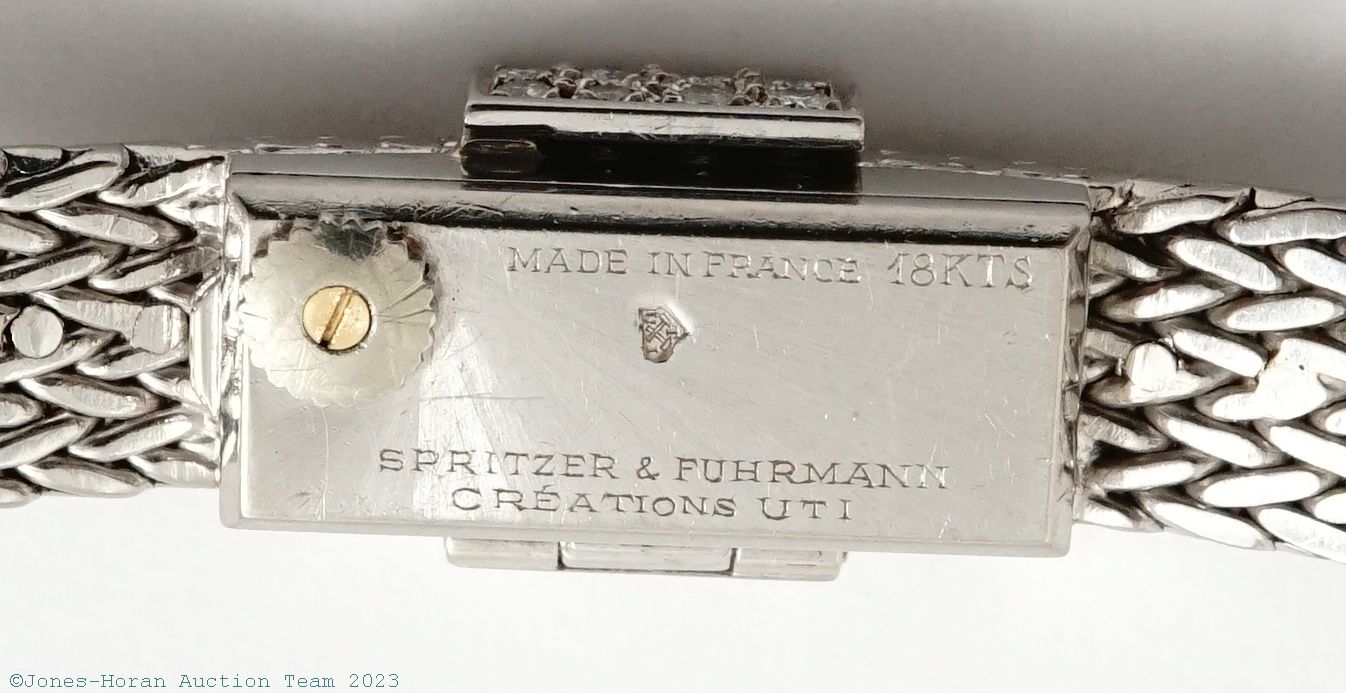 MADE IN FRANCE 18KTS
SPRITZER & FUHRMANN
CRÉATIONS UTI
©Jones-Horan Auction Team 2023